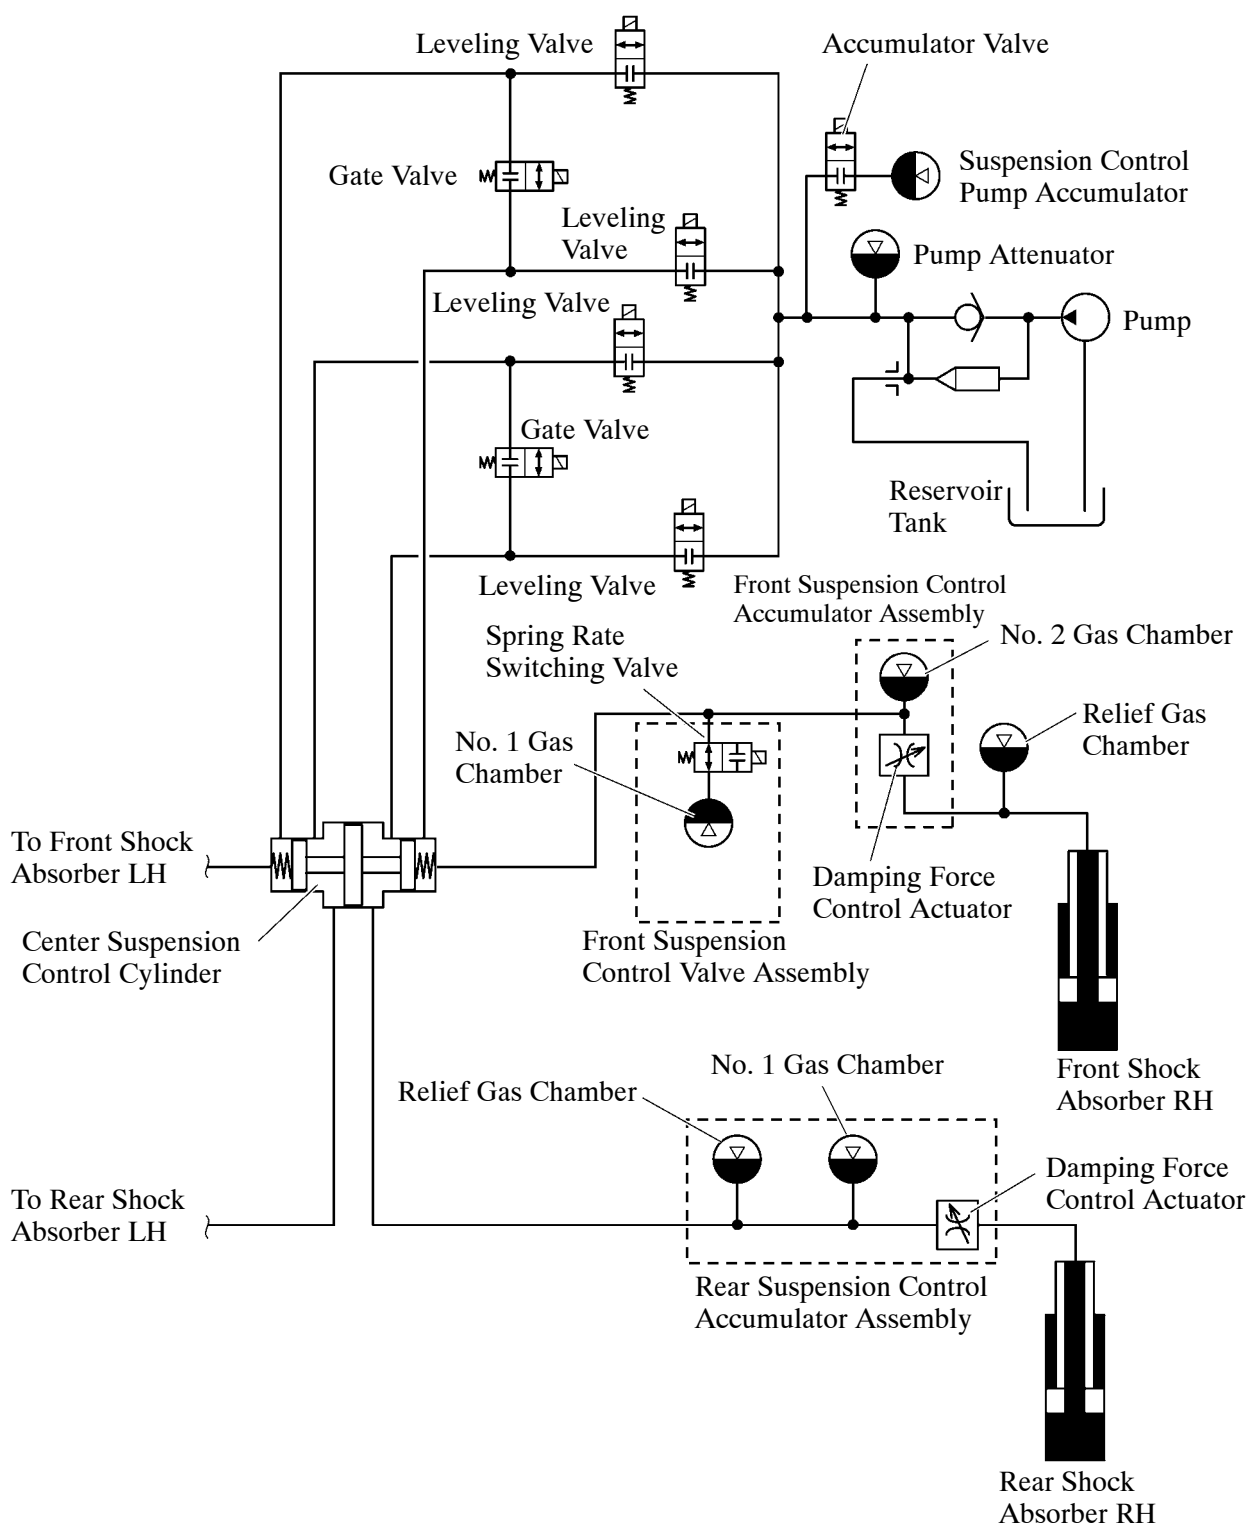 Leveling Valve
Accumulator Valve
Gate Valve
Suspension Control
Pump Accumulator
Leveling
Valve
Pump Attenuator
Leveling Valve
Pump
Gate Valve
Reservoir
Tank
Leveling Valve
Front Suspension Control
Accumulator Assembly
Spring Rate
Switching Valve
No. 2 Gas Chamber
No. 1 Gas
Chamber
Relief Gas
Chamber
To Front Shock
Absorber LH
Damping Force
Control Actuator
Center Suspension
Control Cylinder
Front Suspension
Control Valve Assembly
Front Shock
Absorber RH
No. 1 Gas Chamber
Relief Gas Chamber
Damping Force
Control Actuator
To Rear Shock
Absorber LH
Rear Suspension Control
Accumulator Assembly
Rear Shock
Absorber RH